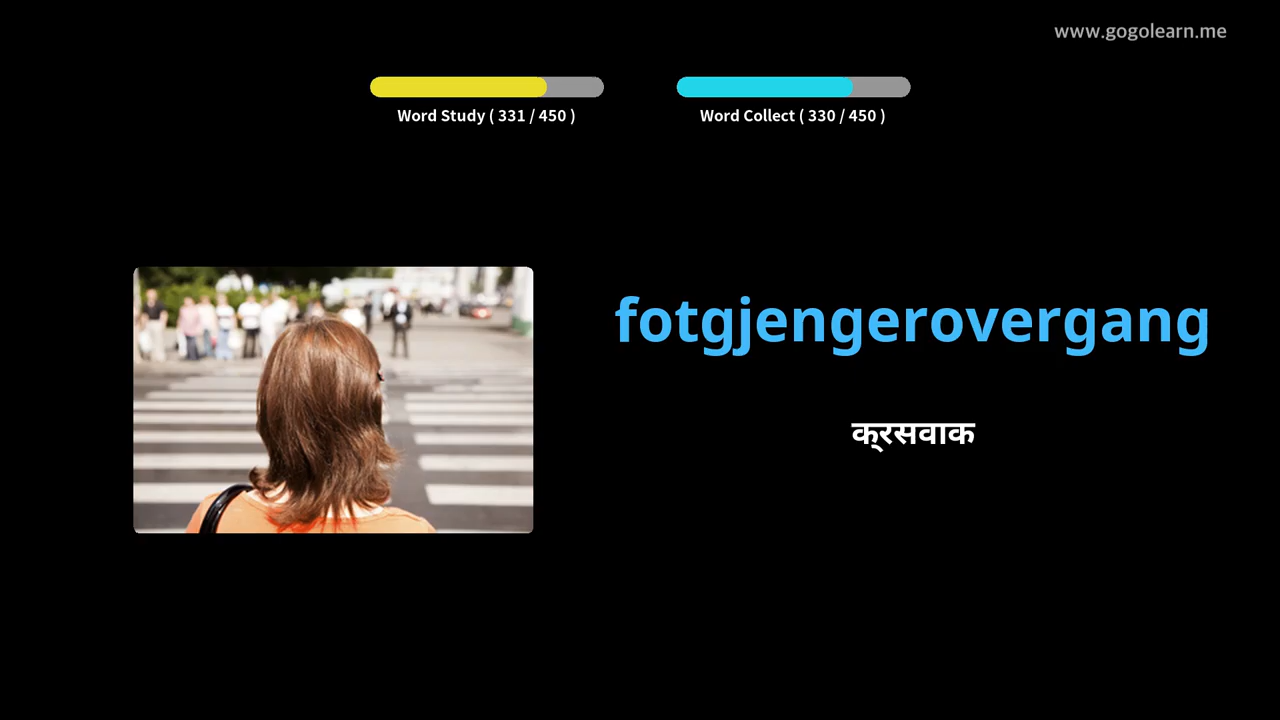 www.gogolearn.me
Word Study ( 331 / 450 )
Word Collect ( 330 / 450 )
fotgjengerovergang
क्रसवाक